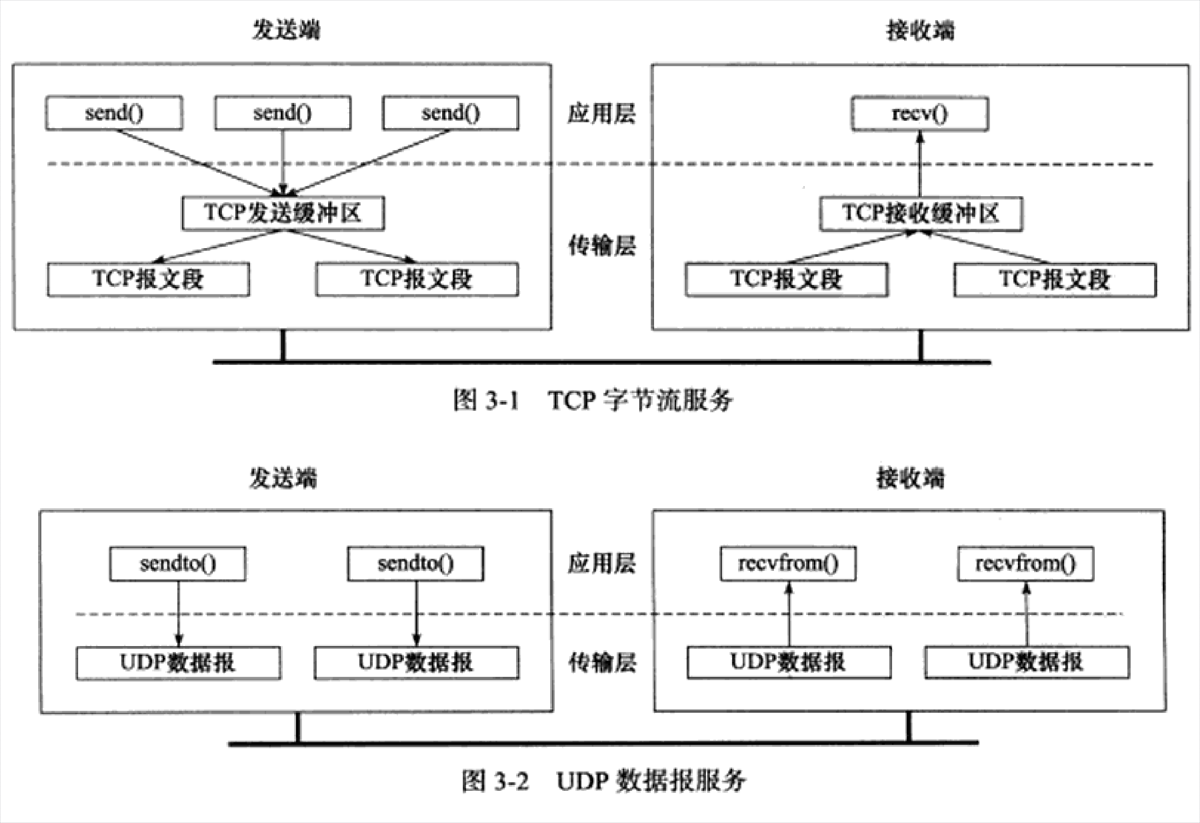 发送端 接收端
send() send() send() 应用层 recv()
TCP发送缓冲区 TCP接收缓冲区
传输层
TCP报文段 TCP报文段 TCP报文段 TCP报文段
图 3-1 TCP 字节流服务
发送端 接收端
sendto() sendto() 应用层 recvfrom() recvfrom()
UDP数据报 UDP数据报 传输层 UDP数据报 UDP数据报
图 3-2 UDP 数据报服务